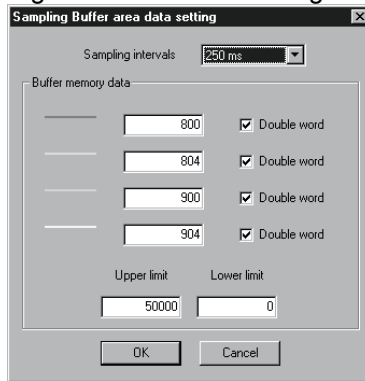 Sampling Buffer area data setting
Sampling intervals 250 ms
Buffer memory data
800 Double word
804 Double word
900 Double word
904 Double word
Upper limit Lower limit
50000 0
OK Cancel